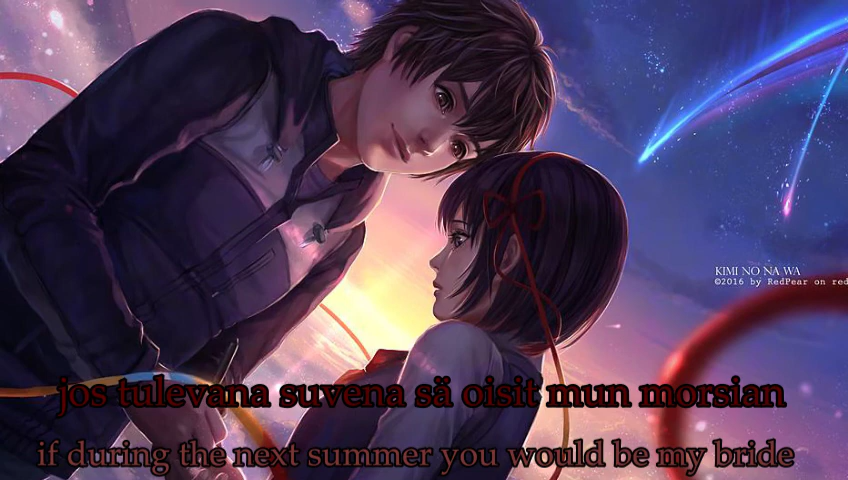 KIMI NO NA WA
©2016 by RedPear on red
jos tulevana suvena sä oisit mun morsian
if during the next summer you would be my bride